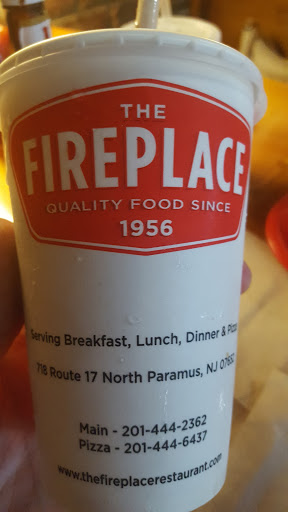 THE
FIREPLACE
QUALITY FOOD SINCE
1956
Serving Breakfast, Lunch, Dinner & Pizza
718 Route 17 North Paramus, NJ 07652
Main - 201-444-2362
Pizza - 201-444-6437
www.thefireplacerestaurant.com